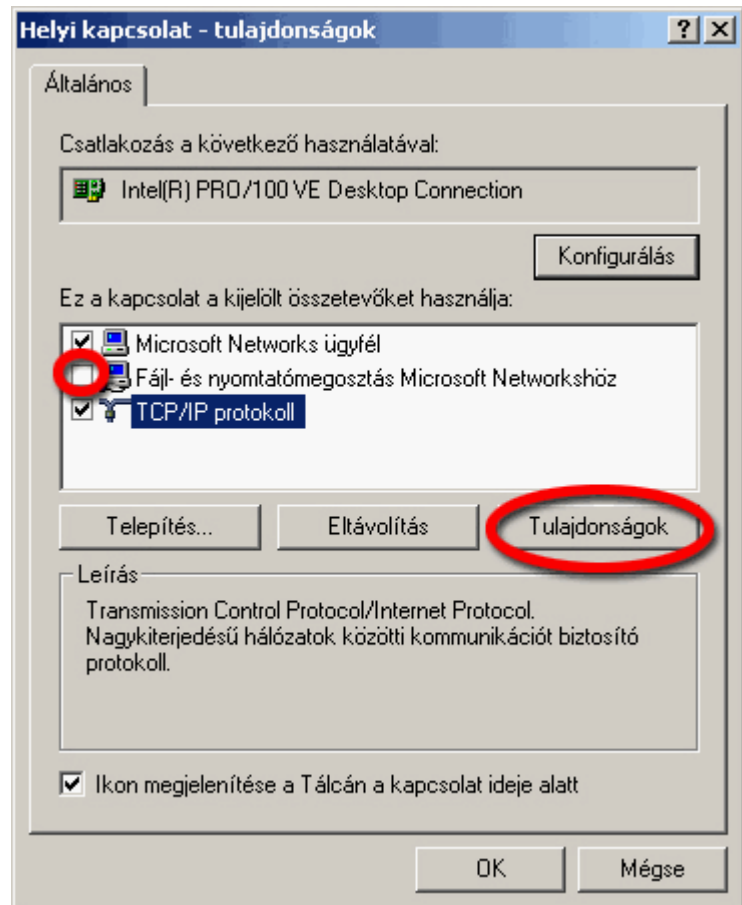 Helyi kapcsolat - tulajdonságok
Általános
Csatlakozás a következő használatával:
Intel(R) PRO/100 VE Desktop Connection
Konfigurálás
Ez a kapcsolat a kijelölt összetevőket használja:
Microsoft Networks ügyfél
Fájl- és nyomtatómegosztás Microsoft Networkshöz
TCP/IP protokoll
Telepítés... Eltávolítás Tulajdonságok
Leírás
Transmission Control Protocol/Internet Protocol.
Nagykiterjedésű hálózatok közötti kommunikációt biztosító
protokoll.
Ikon megjelenítése a Tálcán a kapcsolat ideje alatt
OK Mégse